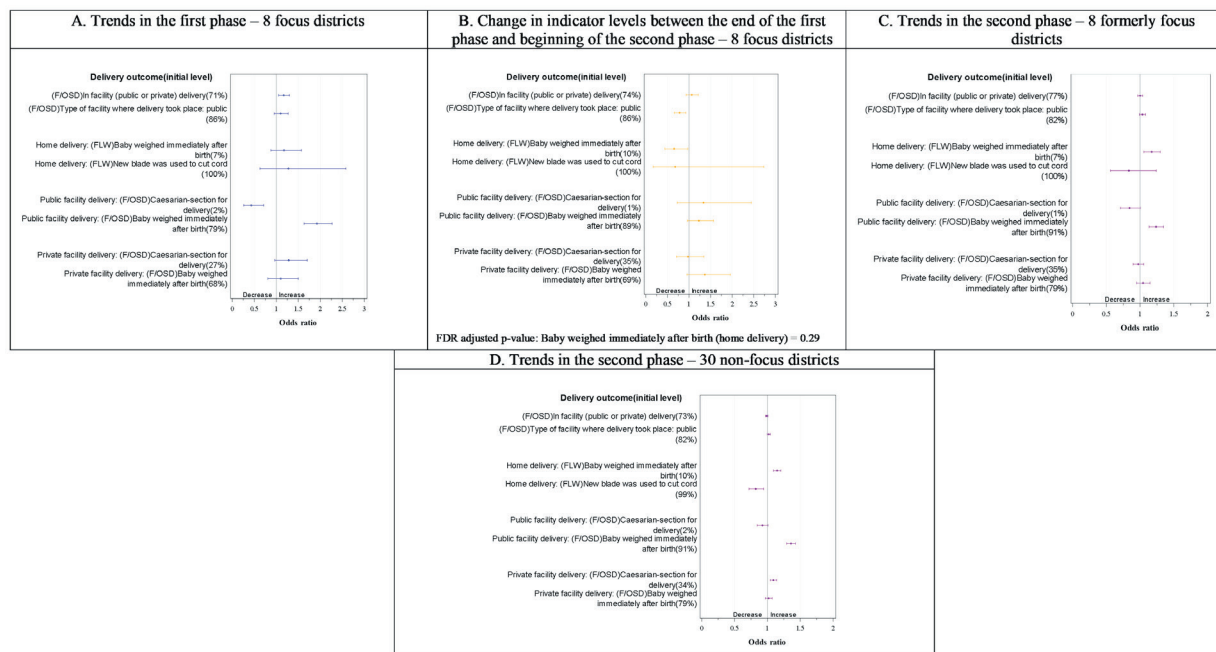 A. Trends in the first phase – 8 focus districts
Delivery outcome(initial level)
(F/OSD)In facility (public or private) delivery(71%)
(F/OSD)Type of facility where delivery took place: public
(86%)
Home delivery: (FLW)Baby weighed immediately after
birth(7%)
Home delivery: (FLW)New blade was used to cut cord
(100%)
Public facility delivery: (F/OSD)Caesarian-section for
delivery(2%)
Public facility delivery: (F/OSD)Baby weighed immediately
after birth(79%)
Private facility delivery: (F/OSD)Caesarian-section for
delivery(27%)
Private facility delivery: (F/OSD)Baby weighed
immediately after birth(68%)
Decrease Increase
0 0.5 1 1.5 2 2.5 3
Odds ratio
B. Change in indicator levels between the end of the first
phase and beginning of the second phase – 8 focus districts
Delivery outcome(initial level)
(F/OSD)In facility (public or private) delivery(74%)
(F/OSD)Type of facility where delivery took place: public
(86%)
Home delivery: (FLW)Baby weighed immediately after
birth(10%)
Home delivery: (FLW)New blade was used to cut cord
(100%)
Public facility delivery: (F/OSD)Caesarian-section for
delivery(1%)
Public facility delivery: (F/OSD)Baby weighed immediately
after birth(89%)
Private facility delivery: (F/OSD)Caesarian-section for
delivery(35%)
Private facility delivery: (F/OSD)Baby weighed
immediately after birth(69%)
Decrease Increase
0 0.5 1 1.5 2 2.5 3
Odds ratio
FDR adjusted p-value: Baby weighed immediately after birth (home delivery) = 0.29
C. Trends in the second phase – 8 formerly focus
districts
Delivery outcome(initial level)
(F/OSD)In facility (public or private) delivery(77%)
(F/OSD)Type of facility where delivery took place: public
(82%)
Home delivery: (FLW)Baby weighed immediately after
birth(7%)
Home delivery: (FLW)New blade was used to cut cord
(100%)
Public facility delivery: (F/OSD)Caesarian-section for
delivery(1%)
Public facility delivery: (F/OSD)Baby weighed immediately
after birth(91%)
Private facility delivery: (F/OSD)Caesarian-section for
delivery(35%)
Private facility delivery: (F/OSD)Baby weighed
immediately after birth(79%)
Decrease Increase
0 0.5 1 1.5 2
Odds ratio
D. Trends in the second phase – 30 non-focus districts
Delivery outcome(initial level)
(F/OSD)In facility (public or private) delivery(73%)
(F/OSD)Type of facility where delivery took place: public
(82%)
Home delivery: (FLW)Baby weighed immediately after
birth(10%)
Home delivery: (FLW)New blade was used to cut cord
(99%)
Public facility delivery: (F/OSD)Caesarian-section for
delivery(2%)
Public facility delivery: (F/OSD)Baby weighed immediately
after birth(91%)
Private facility delivery: (F/OSD)Caesarian-section for
delivery(34%)
Private facility delivery: (F/OSD)Baby weighed
immediately after birth(79%)
Decrease Increase
0 0.5 1 1.5 2
Odds ratio